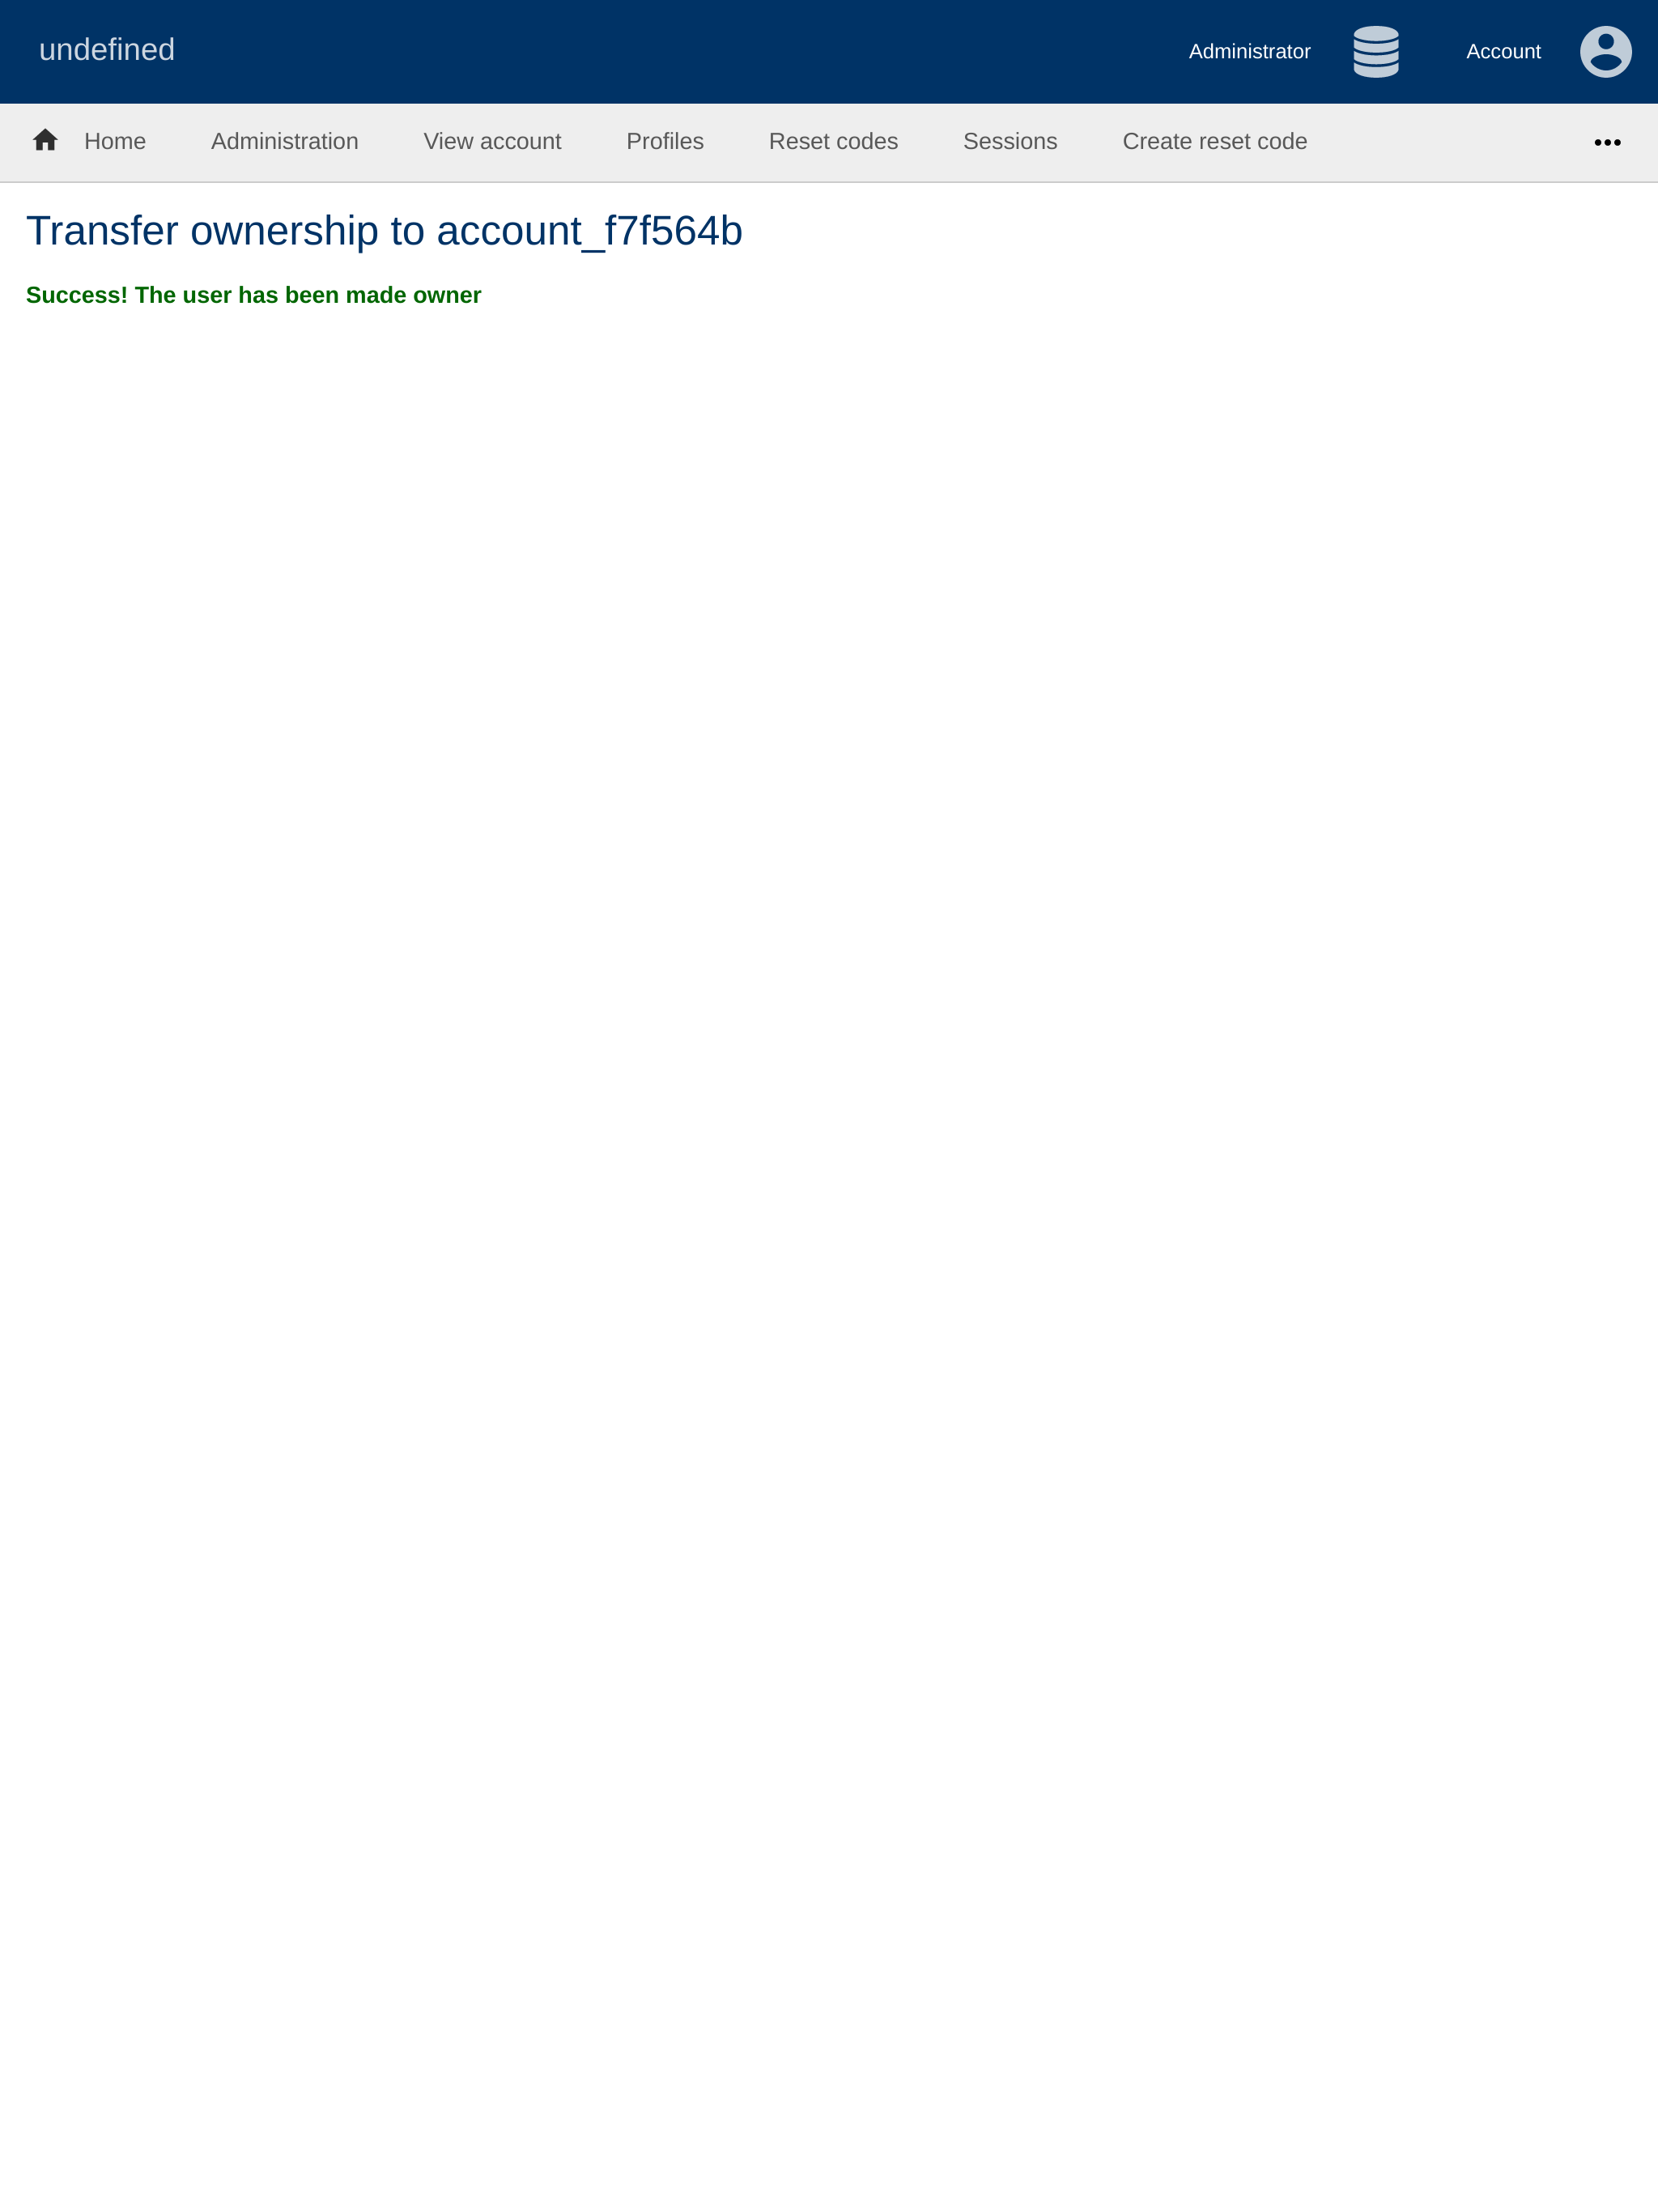 undefined
Administrator
Account
Home
Administration
View account
Profiles
Reset codes
Sessions
Create reset code
Transfer ownership to account_f7f564b
Success! The user has been made owner